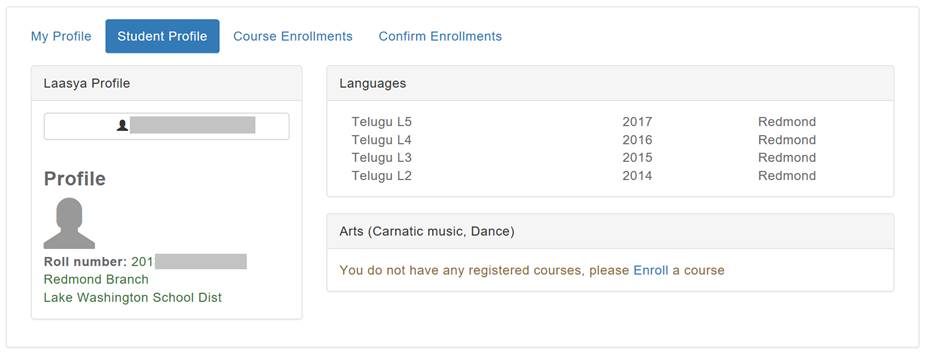 My Profile Student Profile Course Enrollments Confirm Enrollments
Laasya Profile
Profile
Roll number: 201
Redmond Branch
Lake Washington School Dist
Languages
Telugu L5 2017 Redmond
Telugu L4 2016 Redmond
Telugu L3 2015 Redmond
Telugu L2 2014 Redmond
Arts (Carnatic music, Dance)
You do not have any registered courses, please Enroll a course